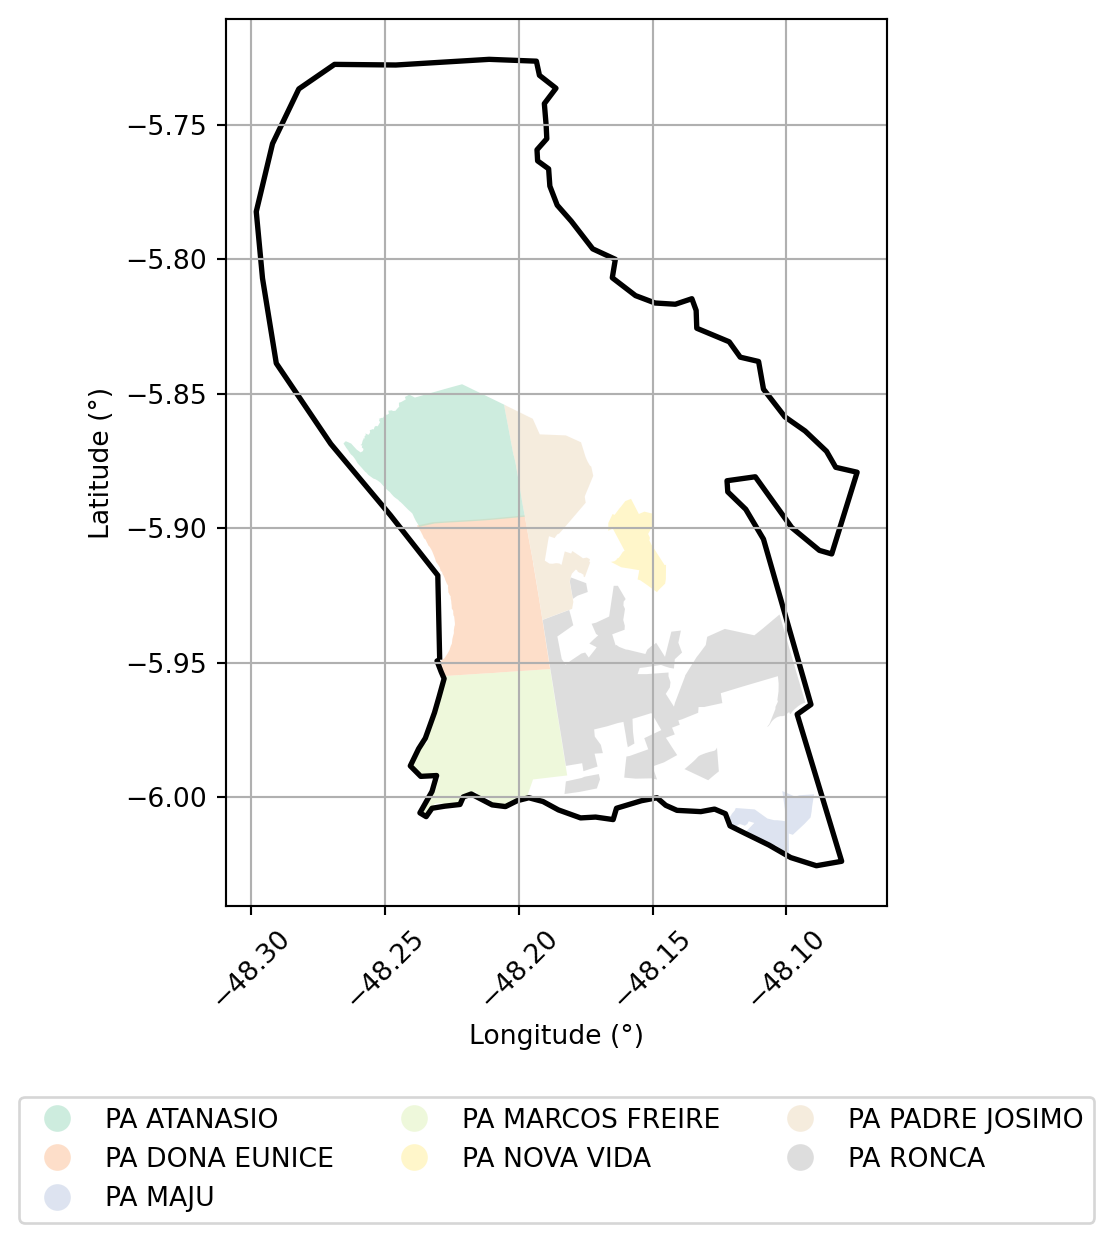 −5.75
−5.80
−5.85
−5.90
−5.95
−6.00
Latitude (°)
−48.30
−48.25
−48.20
−48.15
−48.10
Longitude (°)
PA ATANASIO
PA DONA EUNICE
PA MAJU
PA MARCOS FREIRE
PA NOVA VIDA
PA PADRE JOSIMO
PA RONCA